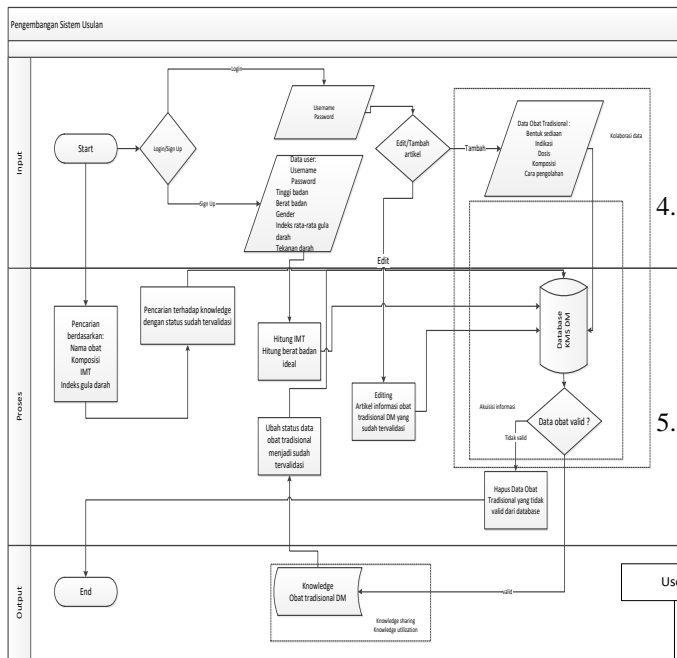 Pengembangan Sistem Usulan
Input
Start
Login/Sign Up
Login
Sign Up
Username
Password
Data user:
Username
Password
Tinggi badan
Berat badan
Gender
Indeks rata-rata gula
darah
Tekanan darah
Edit/Tambah
artikel
Tambah
Edit
Data Obat Tradisional :
Bentuk sediaan
Indikasi
Dosis
Komposisi
Cara pengolahan
Kolaborasi data
4.
Proses
Pencarian
berdasarkan:
Nama obat
Komposisi
IMT
Indeks gula darah
Pencarian terhadap knowledge
dengan status sudah tervalidasi
Hitung IMT
Hitung berat badan
ideal
Ubah status data
obat tradisional
menjadi sudah
tervalidasi
Editing
Artikel informasi obat
tradisional DM yang
sudah tervalidasi
Database
KMS DM
Akuisisi informasi
Data obat valid ?
Tidak valid
5.
Hapus Data Obat
Tradisional yang tidak
valid dari database
Output
End
Knowledge
Obat tradisional DM
valid
Knowledge sharing
Knowledge utilization
Use